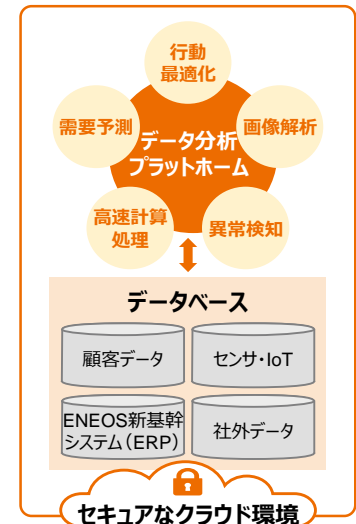 行動
最適化
需要予測
画像解析
データ分析
プラットホーム
高速計算
処理
異常検知
データベース
顧客データ
センサ・IoT
ENEOS新基幹
システム（ERP）
社外データ
セキュアなクラウド環境